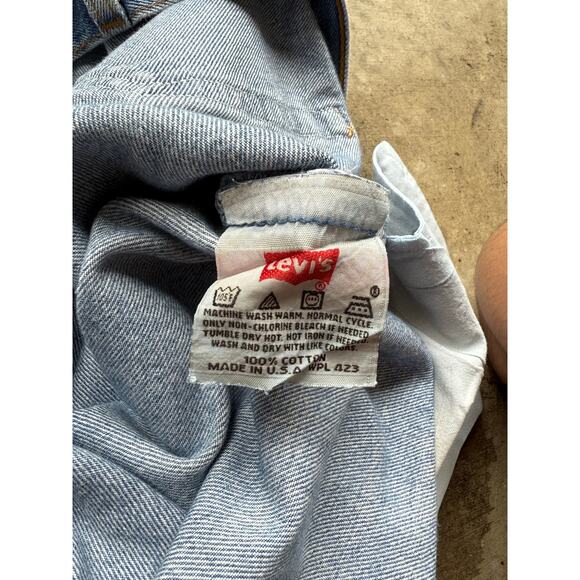 Levi's
®
105F ®
MACHINE WASH WARM. NORMAL CYCLE.
ONLY NON-CHLORINE BLEACH IF NEEDED
TUMBLE DRY HOT. HOT IRON IF NEEDED.
WASH AND DRY WITH LIKE COLORS.
100% COTTON
MADE IN U.S.A WPL 423